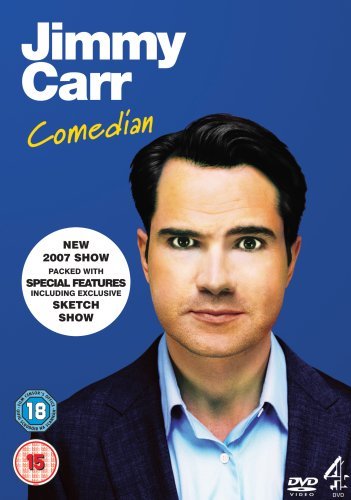 Jimmy
Carr
Comedian
NEW
2007 SHOW
PACKED WITH
SPECIAL FEATURES
INCLUDING EXCLUSIVE
SKETCH
SHOW
18
15
DVD
VIDEO
4
DVD